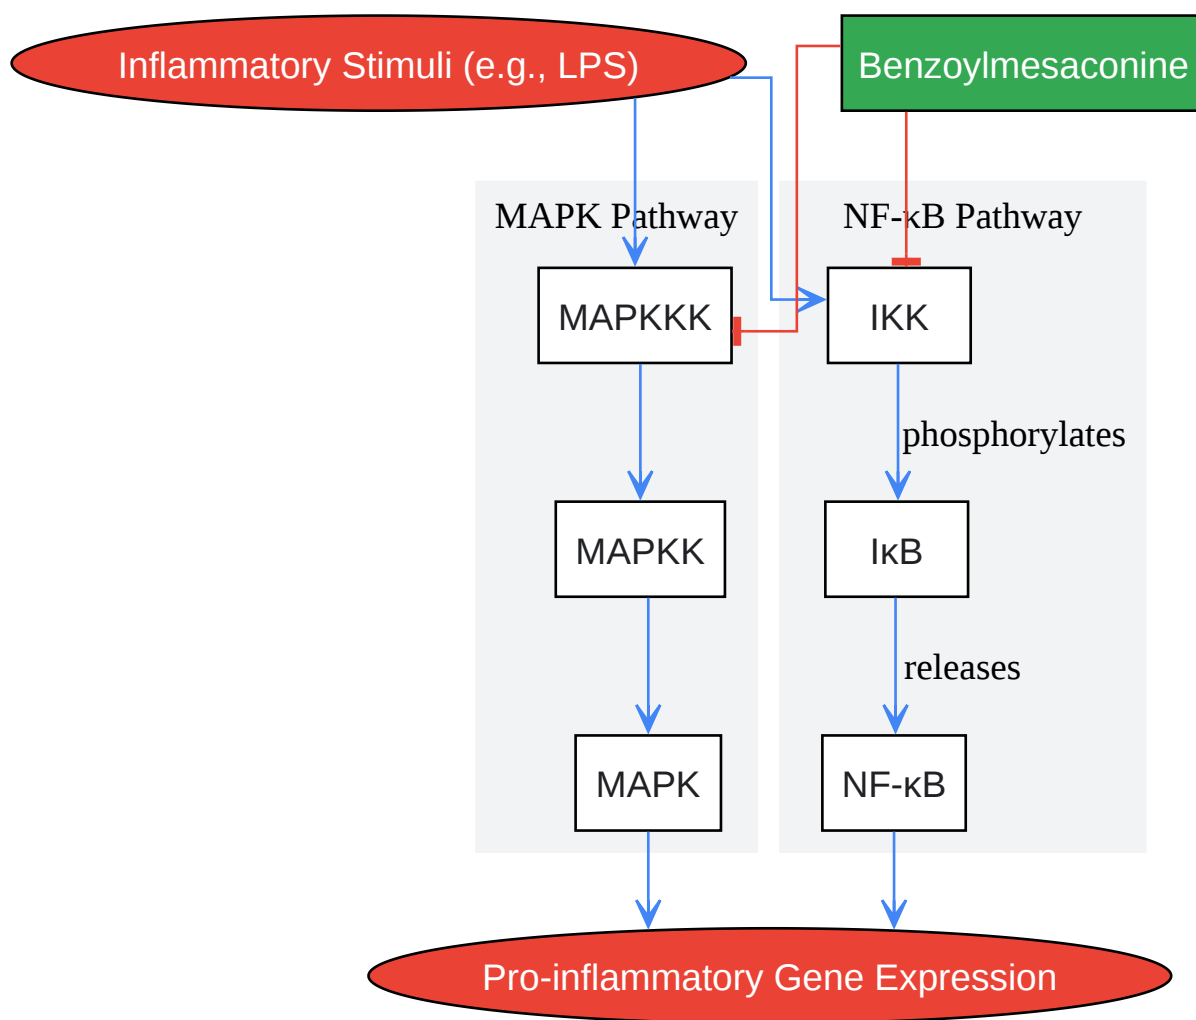 Inflammatory Stimuli (e.g., LPS)
Benzoylmesaconine
MAPK Pathway
NF-κB Pathway
MAPKKK
IKK
phosphorylates
MAPKK
IκB
releases
MAPK
NF-κB
Pro-inflammatory Gene Expression